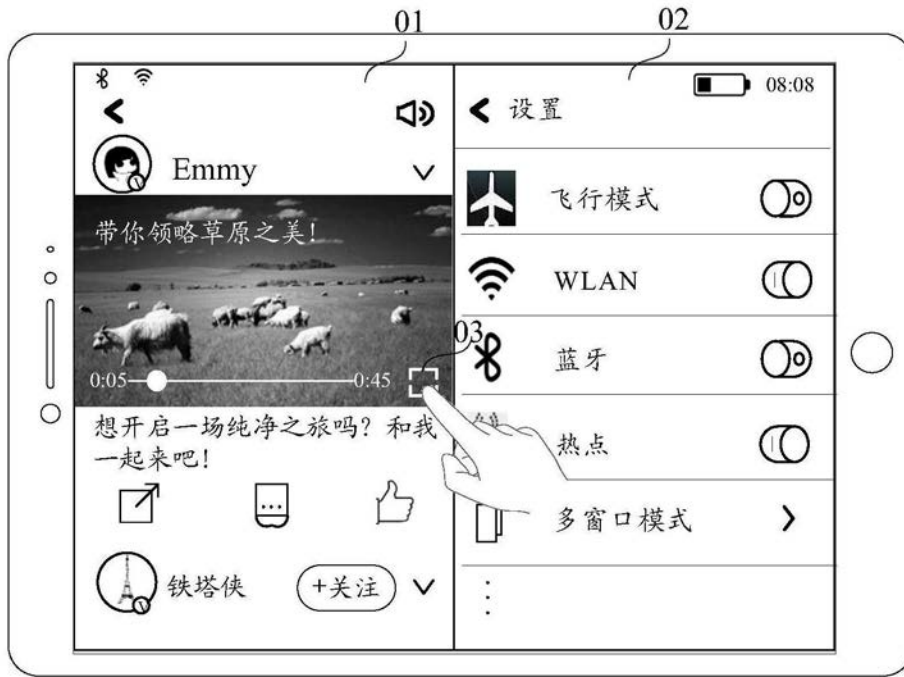 01
02
08:08
设置
Emmy
带你领略草原之美!
飞行模式
WLAN
03
0:05
0:45
蓝牙
想开启一场纯净之旅吗? 和我
一起来吧!
热点
多窗口模式
铁塔侠
+关注